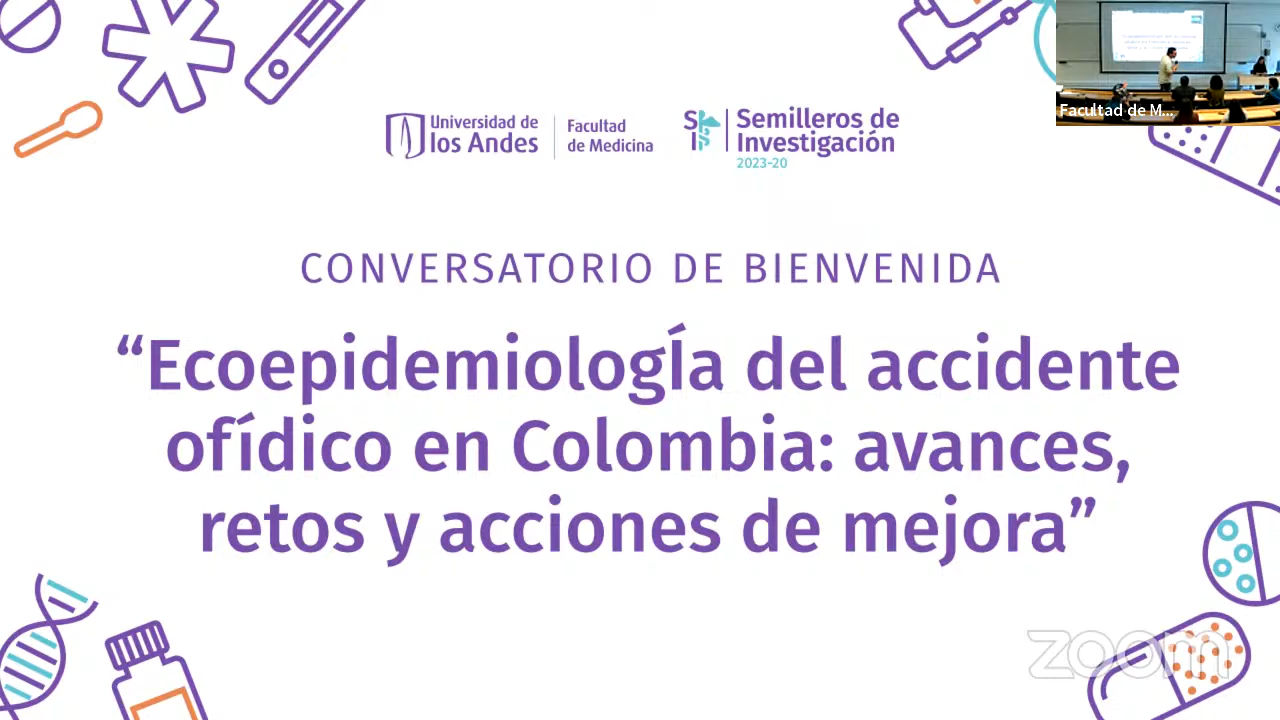 Universidad de
los Andes
Facultad
de Medicina
SIS
Semilleros de
Investigación
2023-20
Facultad de M...
CONVERSATORIO DE BIENVENIDA
“EcoepidemiologÍa del accidente
ofídico en Colombia: avances,
retos y acciones de mejora”
zoom